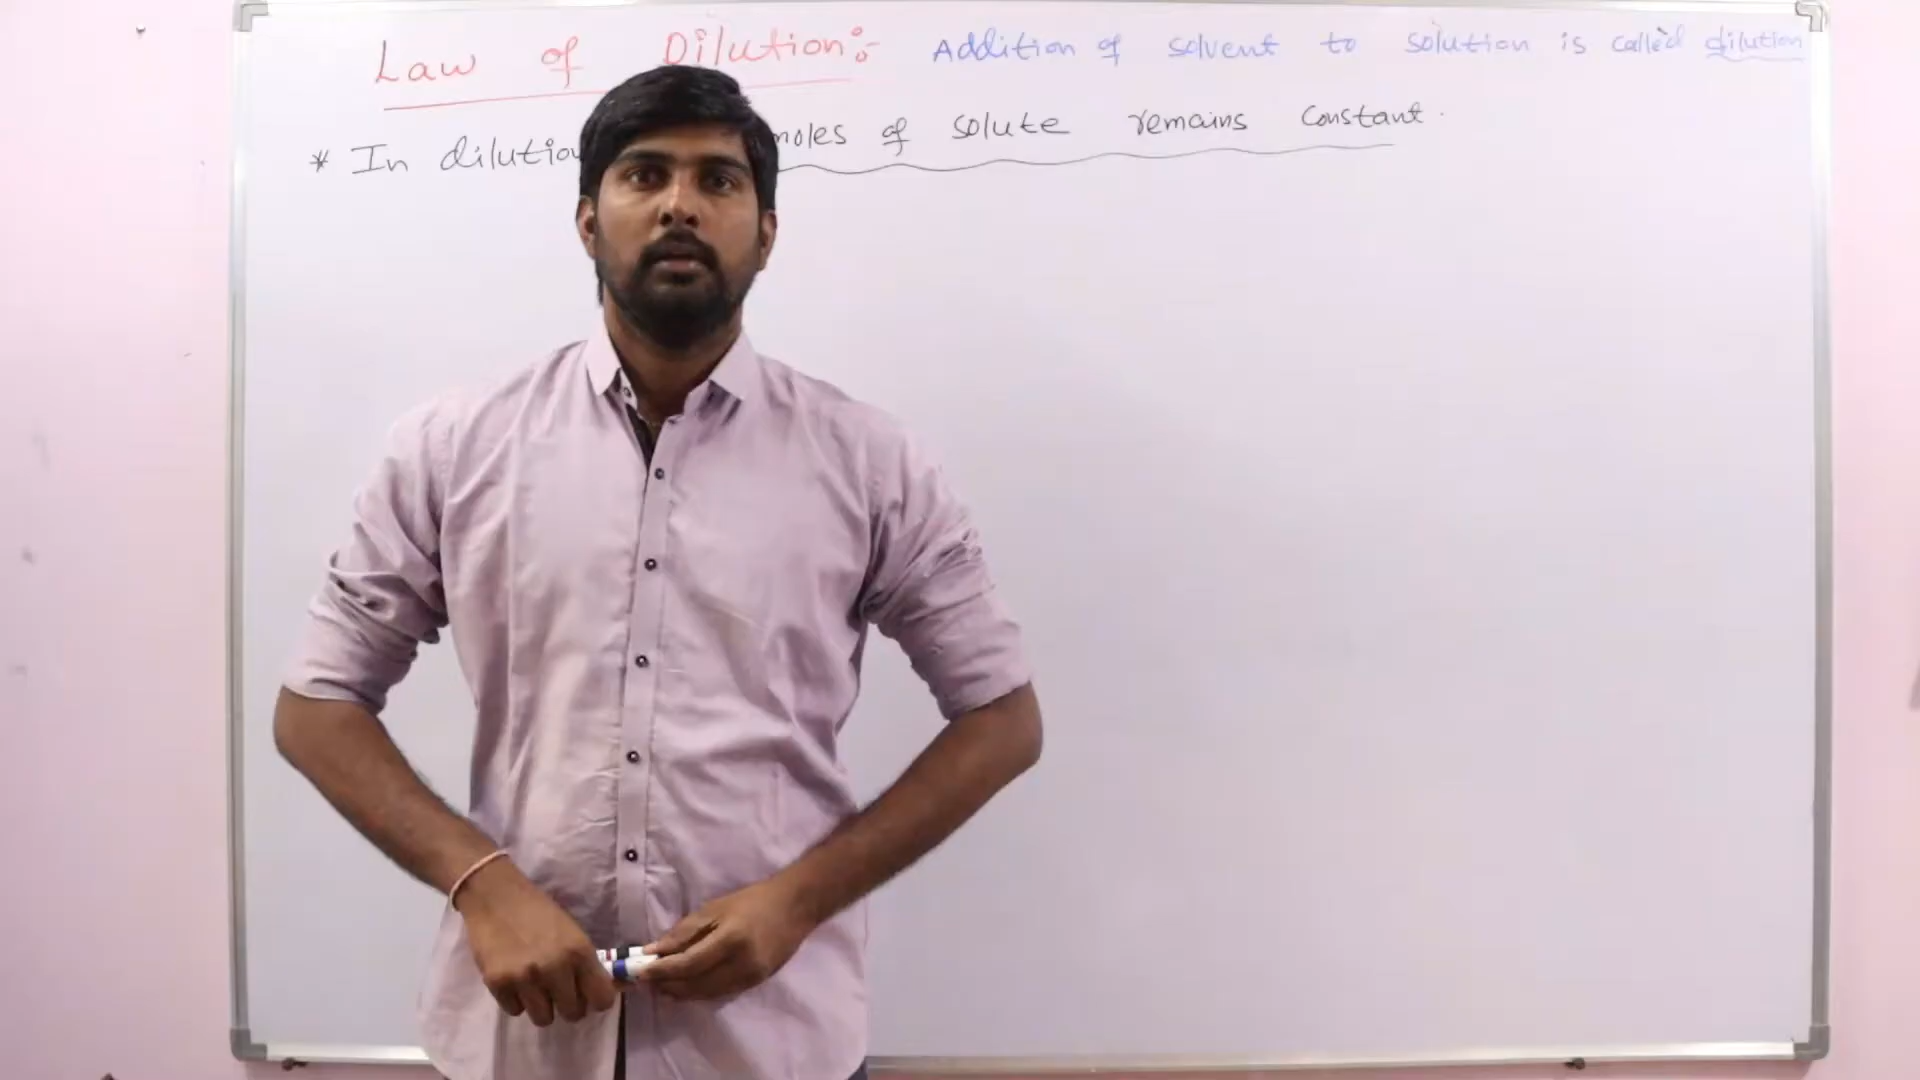 Law of Dilution:- Addition of solvent to solution is called dilution
* In dilution moles of solute remains constant.